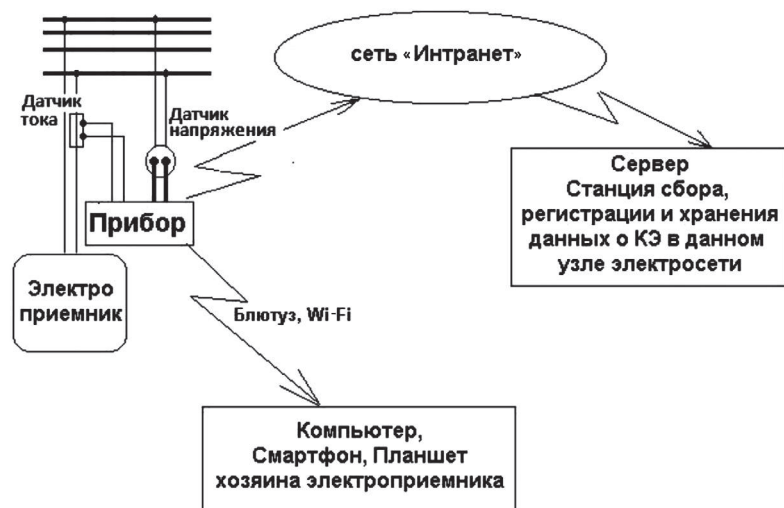 сеть «Интранет»
Датчик
тока
Датчик
напряжения
Прибор
Сервер
Станция сбора,
регистрации и хранения
данных о КЭ в данном
узле электросети
Электро
приемник
Блютуз, Wi-Fi
Компьютер,
Смартфон, Планшет
хозяина электроприемника